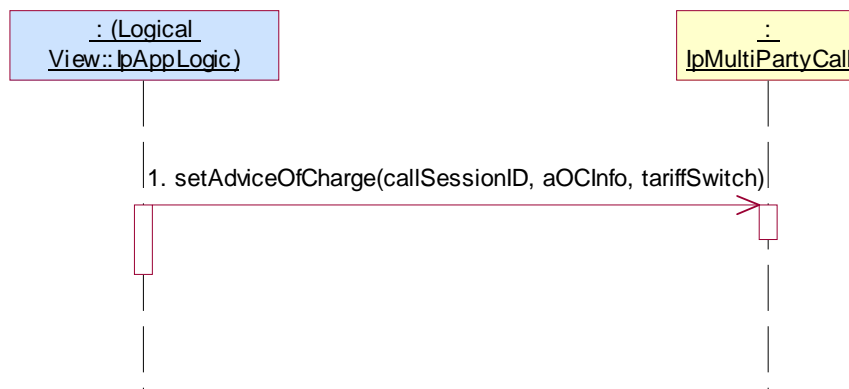 : (Logical
View::IpAppLogic)
:
IpMultiPartyCall
1. setAdviceOfCharge(callSessionID, aOCInfo, tariffSwitch)